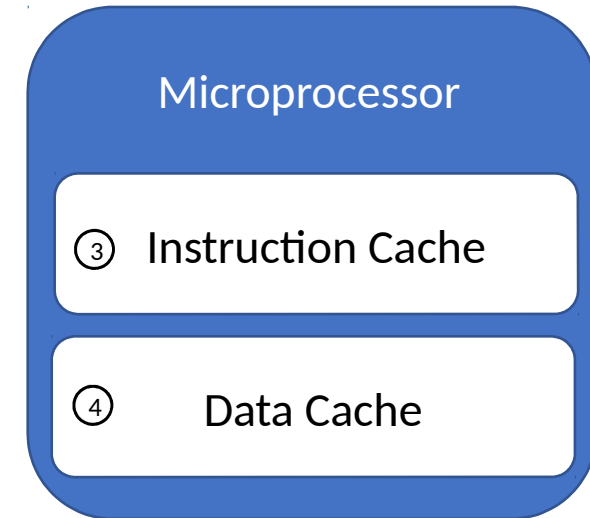 Microprocessor
3 Instruction Cache
4 Data Cache